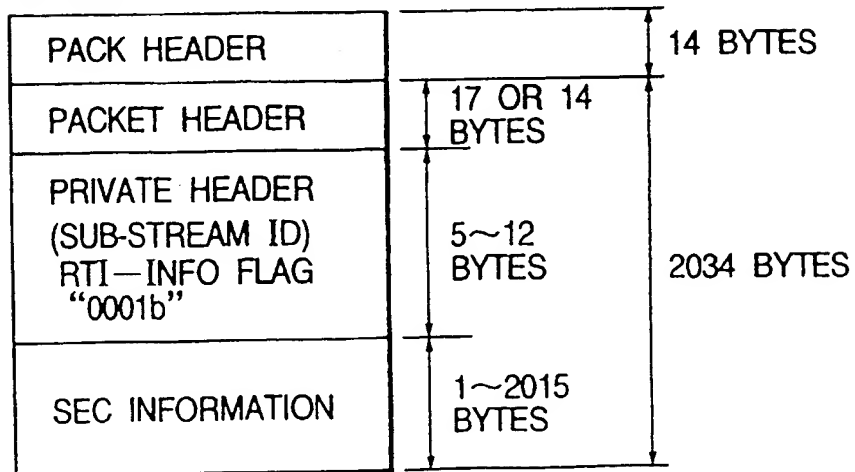 PACK HEADER
14 BYTES
PACKET HEADER
17 OR 14
BYTES
PRIVATE HEADER
(SUB-STREAM ID)
RTI—INFO FLAG
“0001b”
5~12
BYTES
2034 BYTES
SEC INFORMATION
1~2015
BYTES